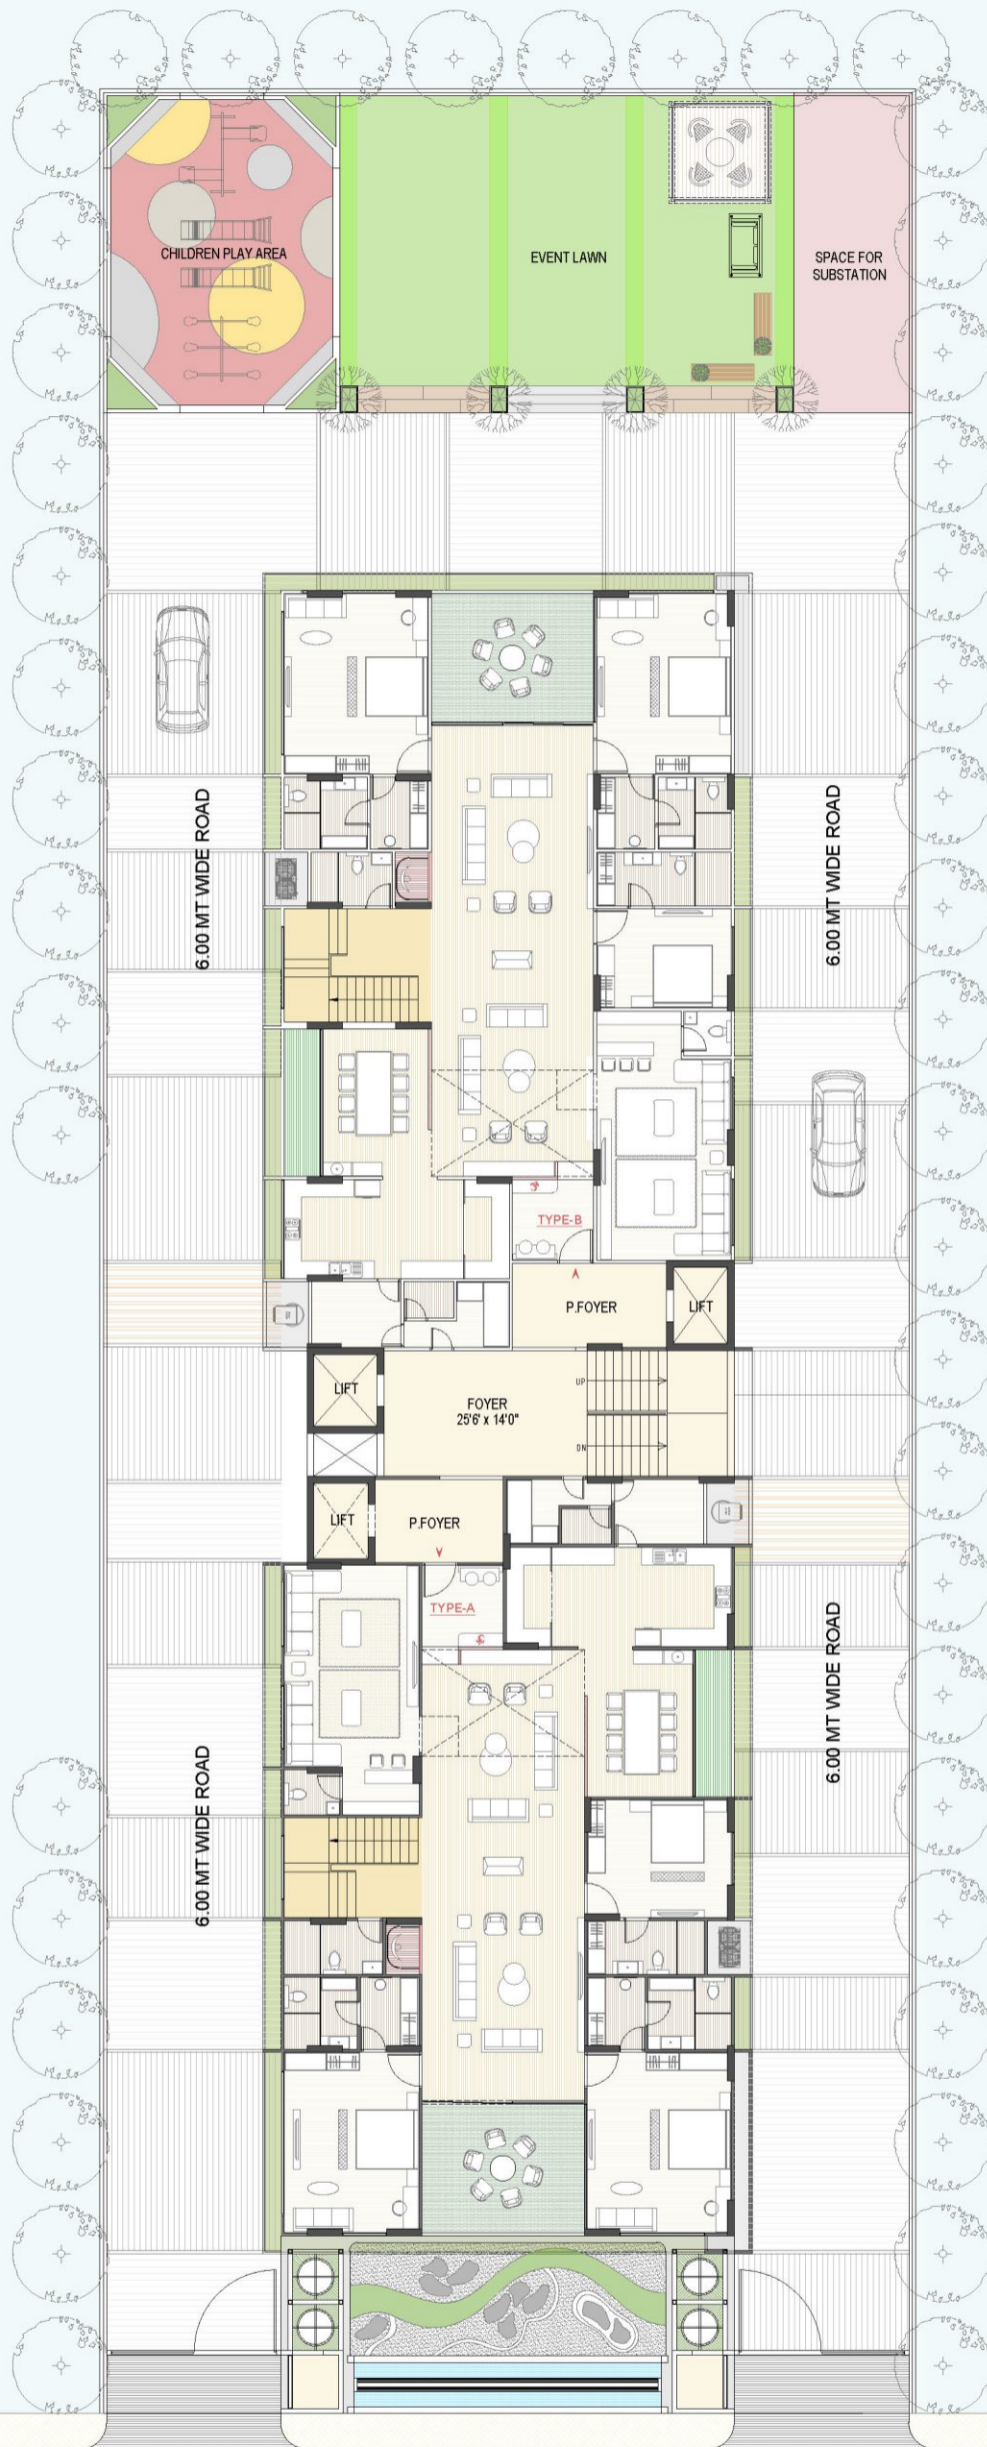 CHILDREN PLAY AREA
EVENT LAWN
SPACE FOR
SUBSTATION
6.00 MT WIDE ROAD
6.00 MT WIDE ROAD
TYPE-B
P.FOYER
LIFT
LIFT
UP
FOYER
25'6' x 14'0"
DN
LIFT
P.FOYER
TYPE-A
6.00 MT WIDE ROAD
6.00 MT WIDE ROAD